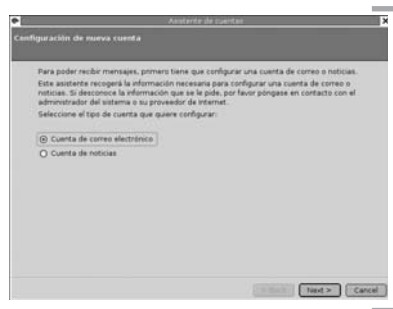 Asistente de cuentas
Configuración de nueva cuenta
Para poder recibir mensajes, primero tiene que configurar una cuenta de correo o noticias.
Este asistente recogerá la información necesaria para configurar una cuenta de correo o
noticias. Si desconoce la información que se le pide, por favor póngase en contacto con el
administrador del sistema o su proveedor de Internet.
Seleccione el tipo de cuenta que quiere configurar:
Cuenta de correo electrónico
Cuenta de noticias
< Back Next > Cancel